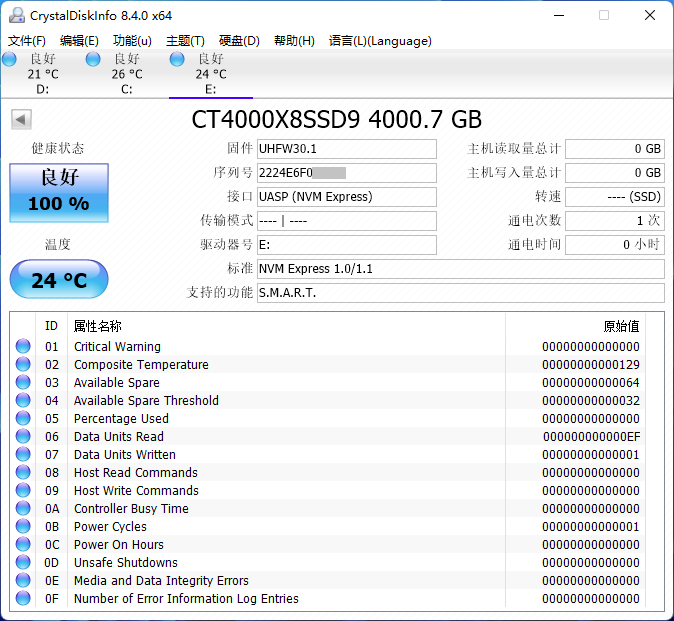 CrystalDiskInfo 8.4.0 x64
文件(F) 编辑(E) 功能(u) 主题(T) 硬盘(D) 帮助(H) 语言(L)(Language)
良好 良好 良好
21 °C 26 °C 24 °C
D: C: E:
CT4000X8SSD9 4000.7 GB
健康状态
良好
100 %
温度
24 °C
固件 UHFW30.1 主机读取量总计 0 GB
序列号 2224E6F0 主机写入量总计 0 GB
接口 UASP (NVM Express) 转速 ---- (SSD)
传输模式 ---- | ---- 通电次数 1 次
驱动器号 E: 通电时间 0 小时
标准 NVM Express 1.0/1.1
支持的功能 S.M.A.R.T.
ID 属性名称 原始值
01 Critical Warning 00000000000000
02 Composite Temperature 00000000000129
03 Available Spare 00000000000064
04 Available Spare Threshold 00000000000032
05 Percentage Used 00000000000000
06 Data Units Read 000000000000EF
07 Data Units Written 00000000000001
08 Host Read Commands 00000000000000
09 Host Write Commands 00000000000000
0A Controller Busy Time 00000000000000
0B Power Cycles 00000000000001
0C Power On Hours 00000000000000
0D Unsafe Shutdowns 00000000000000
0E Media and Data Integrity Errors 00000000000000
0F Number of Error Information Log Entries 00000000000000